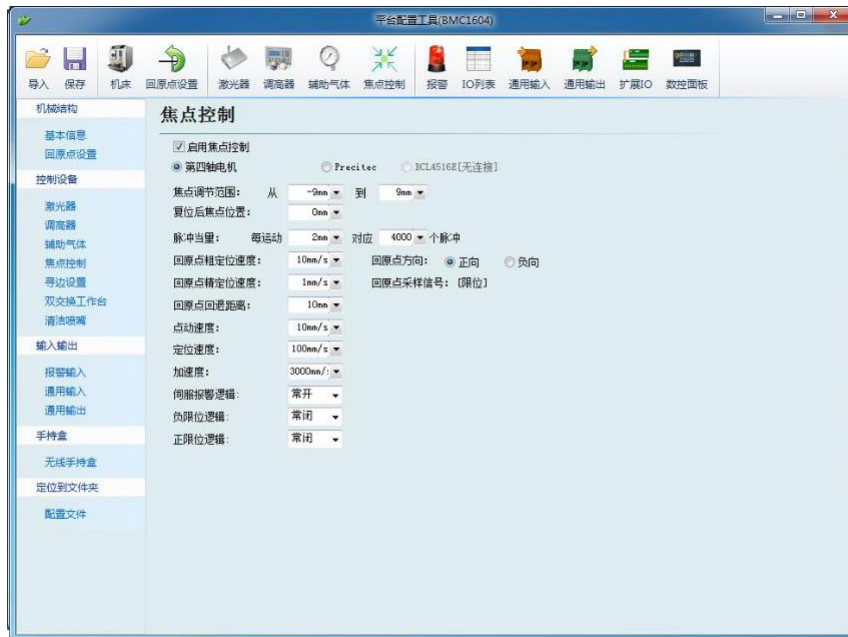 平台配置工具(BMC1604)
导入 保存 机床 回原点设置 激光器 调高器 辅助气体 焦点控制 报警 IO列表 通用输入 通用输出 扩展IO 数控面板
机械结构
基本信息
回原点设置
控制设备
激光器
调高器
辅助气体
焦点控制
寻边设置
双交换工作台
清洁喷嘴
输入输出
报警输入
通用输入
通用输出
手持盒
无线手持盒
定位到文件夹
配置文件
焦点控制
启用焦点控制
第四轴电机 Precitec BCL4516E[无连接]
焦点调节范围: 从 -9mm 到 9mm
复位后焦点位置: 0mm
脉冲当量: 每运动 2mm 对应 4000 个脉冲
回原点粗定位速度: 10mm/s 回原点方向: 正向 负向
回原点精定位速度: 1mm/s 回原点采样信号: [限位]
回原点回退距离: 10mm
点动速度: 10mm/s
定位速度: 100mm/s
加速度: 3000mm/
伺服报警逻辑: 常开
负限位逻辑: 常闭
正限位逻辑: 常闭